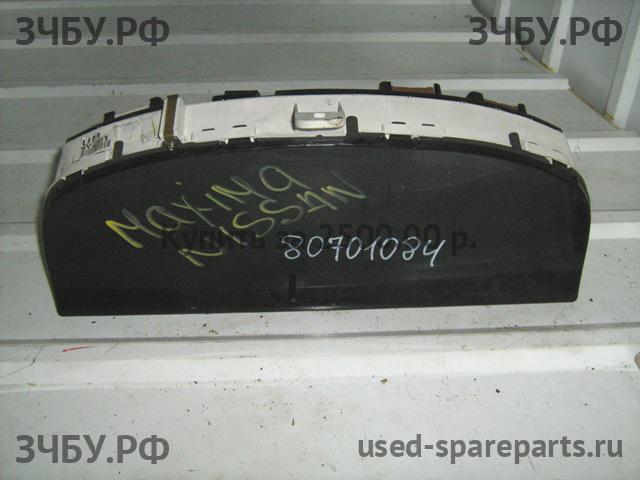 ЗЧБУ.РФ ЗЧБУ.РФ
MAXiMA
NiSSAN
Купить за 2500.00 р.
80701084
ЗЧБУ.РФ used-spareparts.ru